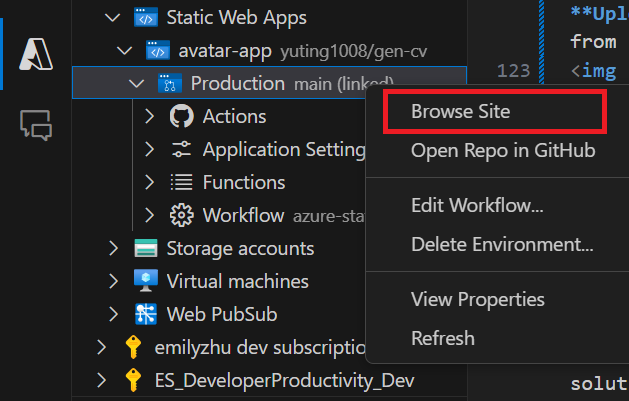 Static Web Apps
avatar-app yuting1008/gen-cv
Production main (linked)
Actions
Application Setting
Functions
Workflow azure-sta
Storage accounts
Virtual machines
Web PubSub
emilyzhu dev subscriptio
ES_DeveloperProductivity_Dev
Browse Site
Open Repo in GitHub
Edit Workflow...
Delete Environment...
View Properties
Refresh
**Uplo
from
123 <img
solut